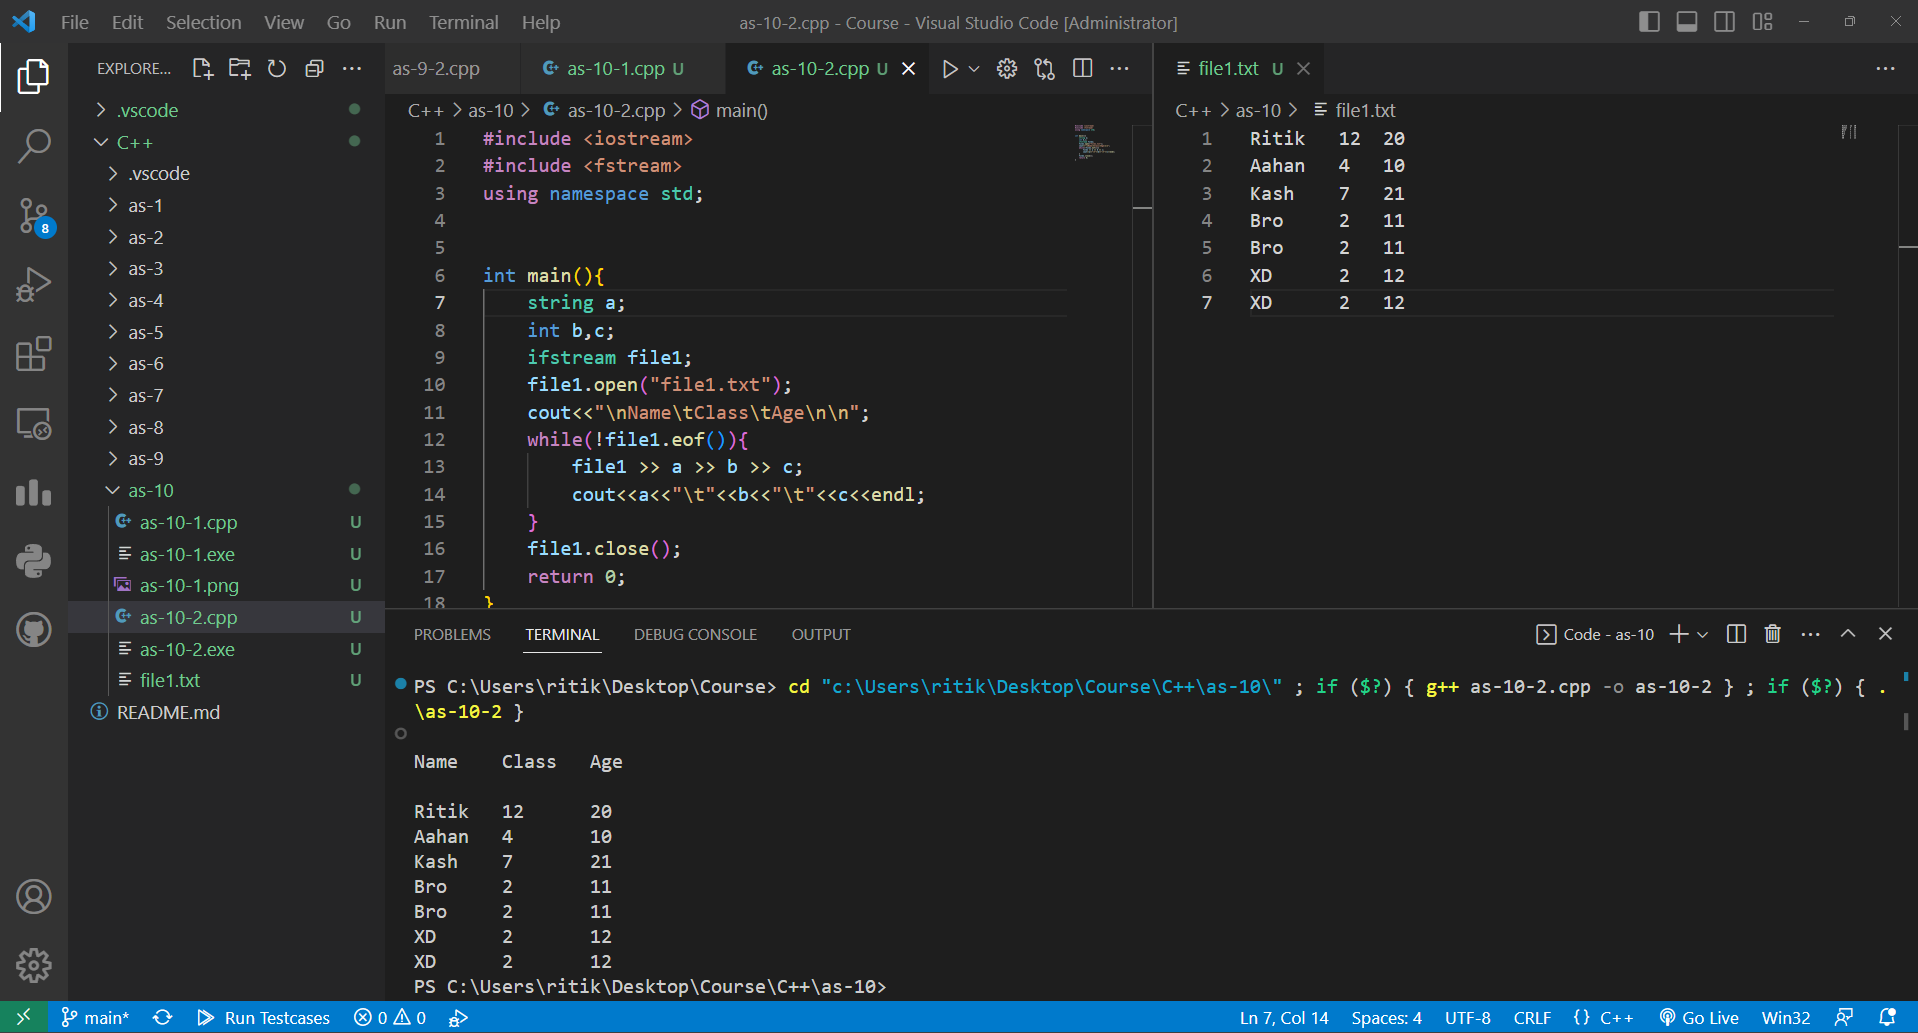 File Edit Selection View Go Run Terminal Help as-10-2.cpp - Course - Visual Studio Code [Administrator]
EXPLORE...
.vscode
C++
.vscode
as-1
as-2
as-3
as-4
as-5
as-6
as-7
as-8
as-9
as-10
as-10-1.cpp U
as-10-1.exe U
as-10-1.png U
as-10-2.cpp U
as-10-2.exe U
file1.txt U
README.md
8
as-9-2.cpp as-10-1.cpp U as-10-2.cpp U
C++ > as-10 > as-10-2.cpp > main()
1 #include <iostream>
2 #include <fstream>
3 using namespace std;
4
5
6 int main(){
7 string a;
8 int b,c;
9 ifstream file1;
10 file1.open("file1.txt");
11 cout<<"\nName\tClass\tAge\n\n";
12 while(!file1.eof()){
13 file1 >> a >> b >> c;
14 cout<<a<<"\t"<<b<<"\t"<<c<<endl;
15 }
16 file1.close();
17 return 0;
18 }
file1.txt U
C++ > as-10 > file1.txt
1 Ritik 12 20
2 Aahan 4 10
3 Kash 7 21
4 Bro 2 11
5 Bro 2 11
6 XD 2 12
7 XD 2 12
PROBLEMS TERMINAL DEBUG CONSOLE OUTPUT Code - as-10
PS C:\Users\ritik\Desktop\Course> cd "c:\Users\ritik\Desktop\Course\C++\as-10\" ; if ($?) { g++ as-10-2.cpp -o as-10-2 } ; if ($?) { .
\as-10-2 }
Name Class Age
Ritik 12 20
Aahan 4 10
Kash 7 21
Bro 2 11
Bro 2 11
XD 2 12
XD 2 12
PS C:\Users\ritik\Desktop\Course\C++\as-10>
main* Run Testcases 0 0 Ln 7, Col 14 Spaces: 4 UTF-8 CRLF {} C++ Go Live Win32